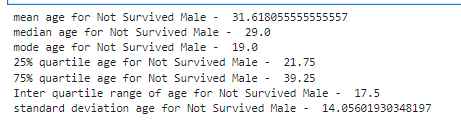 mean age for Not Survived Male -  31.618055555555557
median age for Not Survived Male -  29.0
mode age for Not Survived Male -  19.0
25% quartile age for Not Survived Male -  21.75
75% quartile age for Not Survived Male -  39.25
Inter quartile range of age for Not Survived Male -  17.5
standard deviation age for Not Survived Male -  14.05601930348197